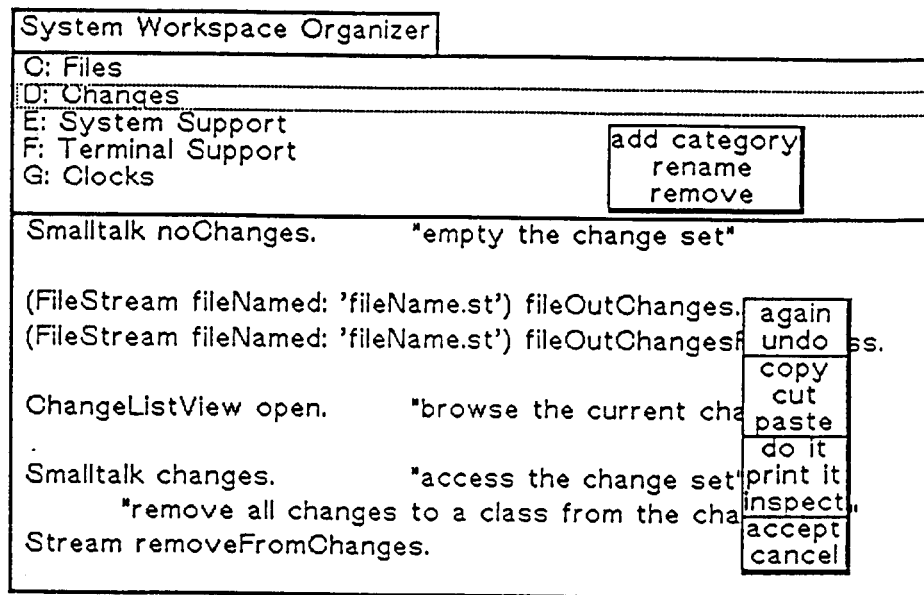 System Workspace Organizer
C: Files
D: Changes
E: System Support
F: Terminal Support
G: Clocks
add category
rename
remove
Smalltalk noChanges. "empty the change set"
(FileStream fileNamed: 'fileName.st') fileOutChanges.
(FileStream fileNamed: 'fileName.st') fileOutChanges ss.
ChangeListView open. "browse the current cha
Smalltalk changes. "access the change set"
"remove all changes to a class from the cha "
Stream removeFromChanges.
again
undo
copy
cut
paste
do it
print it
inspect
accept
cancel